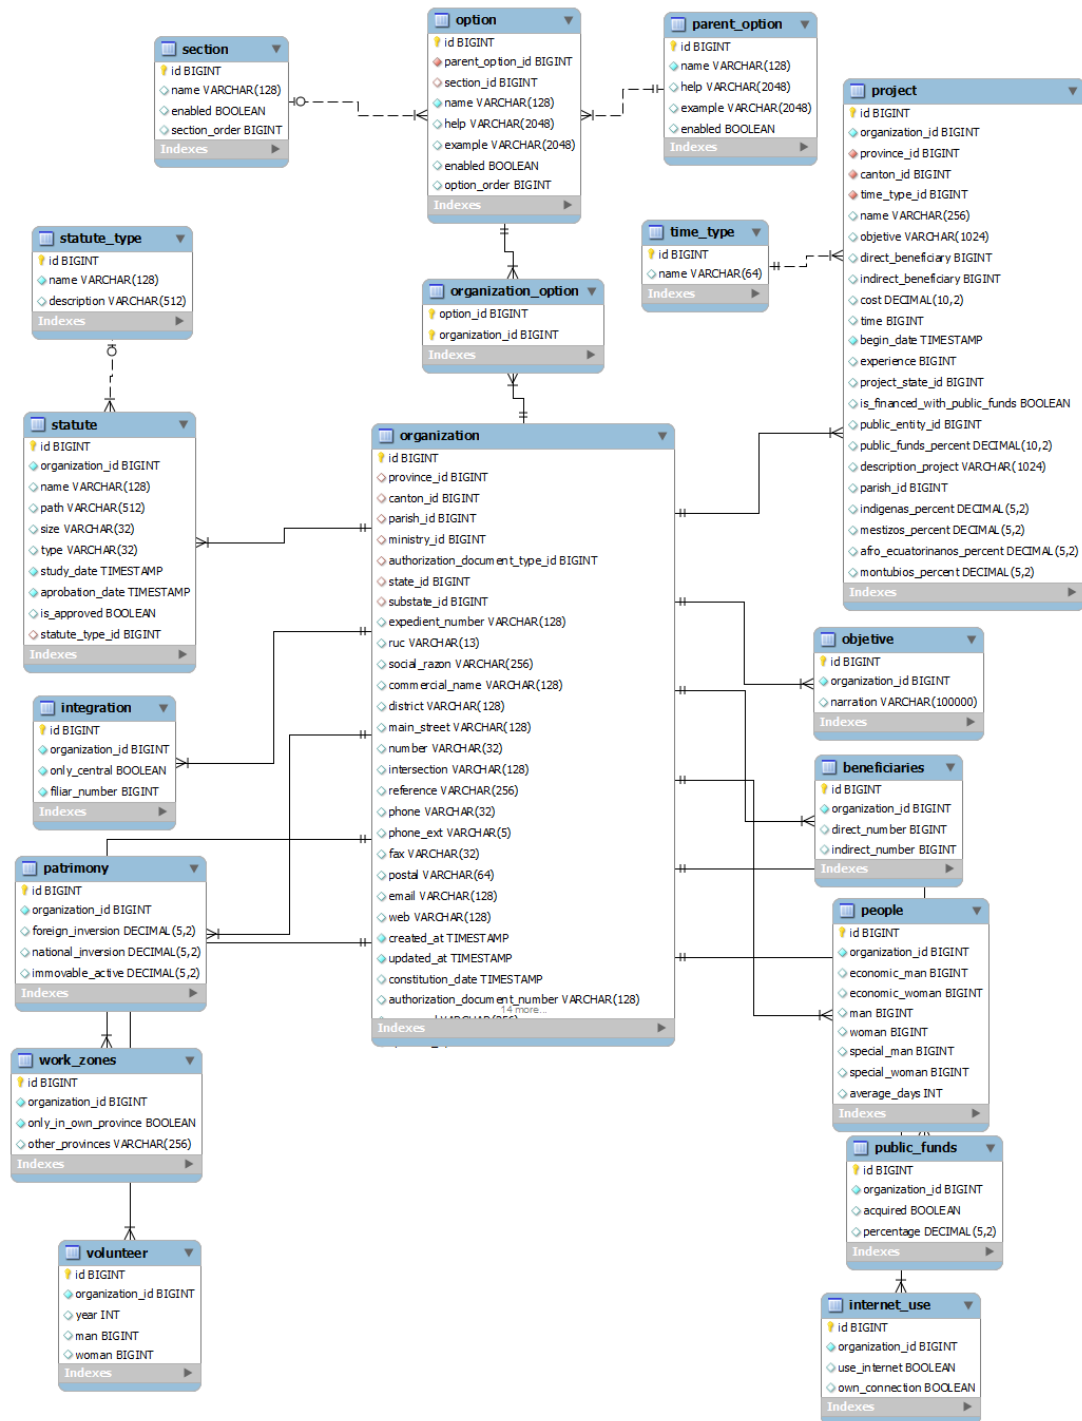 section
id BIGINT
name VARCHAR(128)
enabled BOOLEAN
section_order BIGINT
Indexes
option
id BIGINT
parent_option_id BIGINT
section_id BIGINT
name VARCHAR(128)
help VARCHAR(2048)
example VARCHAR(2048)
enabled BOOLEAN
option_order BIGINT
Indexes
parent_option
id BIGINT
name VARCHAR(128)
help VARCHAR(2048)
example VARCHAR(2048)
enabled BOOLEAN
Indexes
project
id BIGINT
organization_id BIGINT
province_id BIGINT
canton_id BIGINT
time_type_id BIGINT
name VARCHAR(256)
objetive VARCHAR(1024)
direct_beneficiary BIGINT
indirect_beneficiary BIGINT
cost DECIMAL(10,2)
time BIGINT
begin_date TIMESTAMP
experience BIGINT
project_state_id BIGINT
is_financed_with_public_funds BOOLEAN
public_entity_id BIGINT
public_funds_percent DECIMAL(10,2)
description_project VARCHAR(1024)
parish_id BIGINT
indigenas_percent DECIMAL(5,2)
mestizos_percent DECIMAL(5,2)
afro_ecuatorinanos_percent DECIMAL(5,2)
montubios_percent DECIMAL(5,2)
Indexes
statute_type
id BIGINT
name VARCHAR(128)
description VARCHAR(512)
Indexes
time_type
id BIGINT
name VARCHAR(64)
Indexes
organization_option
option_id BIGINT
organization_id BIGINT
Indexes
statute
id BIGINT
organization_id BIGINT
name VARCHAR(128)
path VARCHAR(512)
size VARCHAR(32)
type VARCHAR(32)
study_date TIMESTAMP
aprobation_date TIMESTAMP
is_approved BOOLEAN
statute_type_id BIGINT
Indexes
organization
id BIGINT
province_id BIGINT
canton_id BIGINT
parish_id BIGINT
ministry_id BIGINT
authorization_document_type_id BIGINT
state_id BIGINT
substate_id BIGINT
expedient_number VARCHAR(128)
ruc VARCHAR(13)
social_razon VARCHAR(256)
commercial_name VARCHAR(128)
district VARCHAR(128)
main_street VARCHAR(128)
number VARCHAR(32)
intersection VARCHAR(128)
reference VARCHAR(256)
phone VARCHAR(32)
phone_ext VARCHAR(5)
fax VARCHAR(32)
postal VARCHAR(64)
email VARCHAR(128)
web VARCHAR(128)
created_at TIMESTAMP
updated_at TIMESTAMP
constitution_date TIMESTAMP
authorization_document_number VARCHAR(128)
14 more...
Indexes
objetive
id BIGINT
organization_id BIGINT
narration VARCHAR(100000)
Indexes
integration
id BIGINT
organization_id BIGINT
only_central BOOLEAN
filiar_number BIGINT
Indexes
beneficiaries
id BIGINT
organization_id BIGINT
direct_number BIGINT
indirect_number BIGINT
Indexes
patrimony
id BIGINT
organization_id BIGINT
foreign_inversion DECIMAL(5,2)
national_inversion DECIMAL(5,2)
immovable_active DECIMAL(5,2)
Indexes
people
id BIGINT
organization_id BIGINT
economic_man BIGINT
economic_woman BIGINT
man BIGINT
woman BIGINT
special_man BIGINT
special_woman BIGINT
average_days INT
Indexes
work_zones
id BIGINT
organization_id BIGINT
only_in_own_province BOOLEAN
other_provinces VARCHAR(256)
Indexes
public_funds
id BIGINT
organization_id BIGINT
acquired BOOLEAN
percentage DECIMAL(5,2)
Indexes
volunteer
id BIGINT
organization_id BIGINT
year INT
man BIGINT
woman BIGINT
Indexes
internet_use
id BIGINT
organization_id BIGINT
use_internet BOOLEAN
own_connection BOOLEAN
Indexes